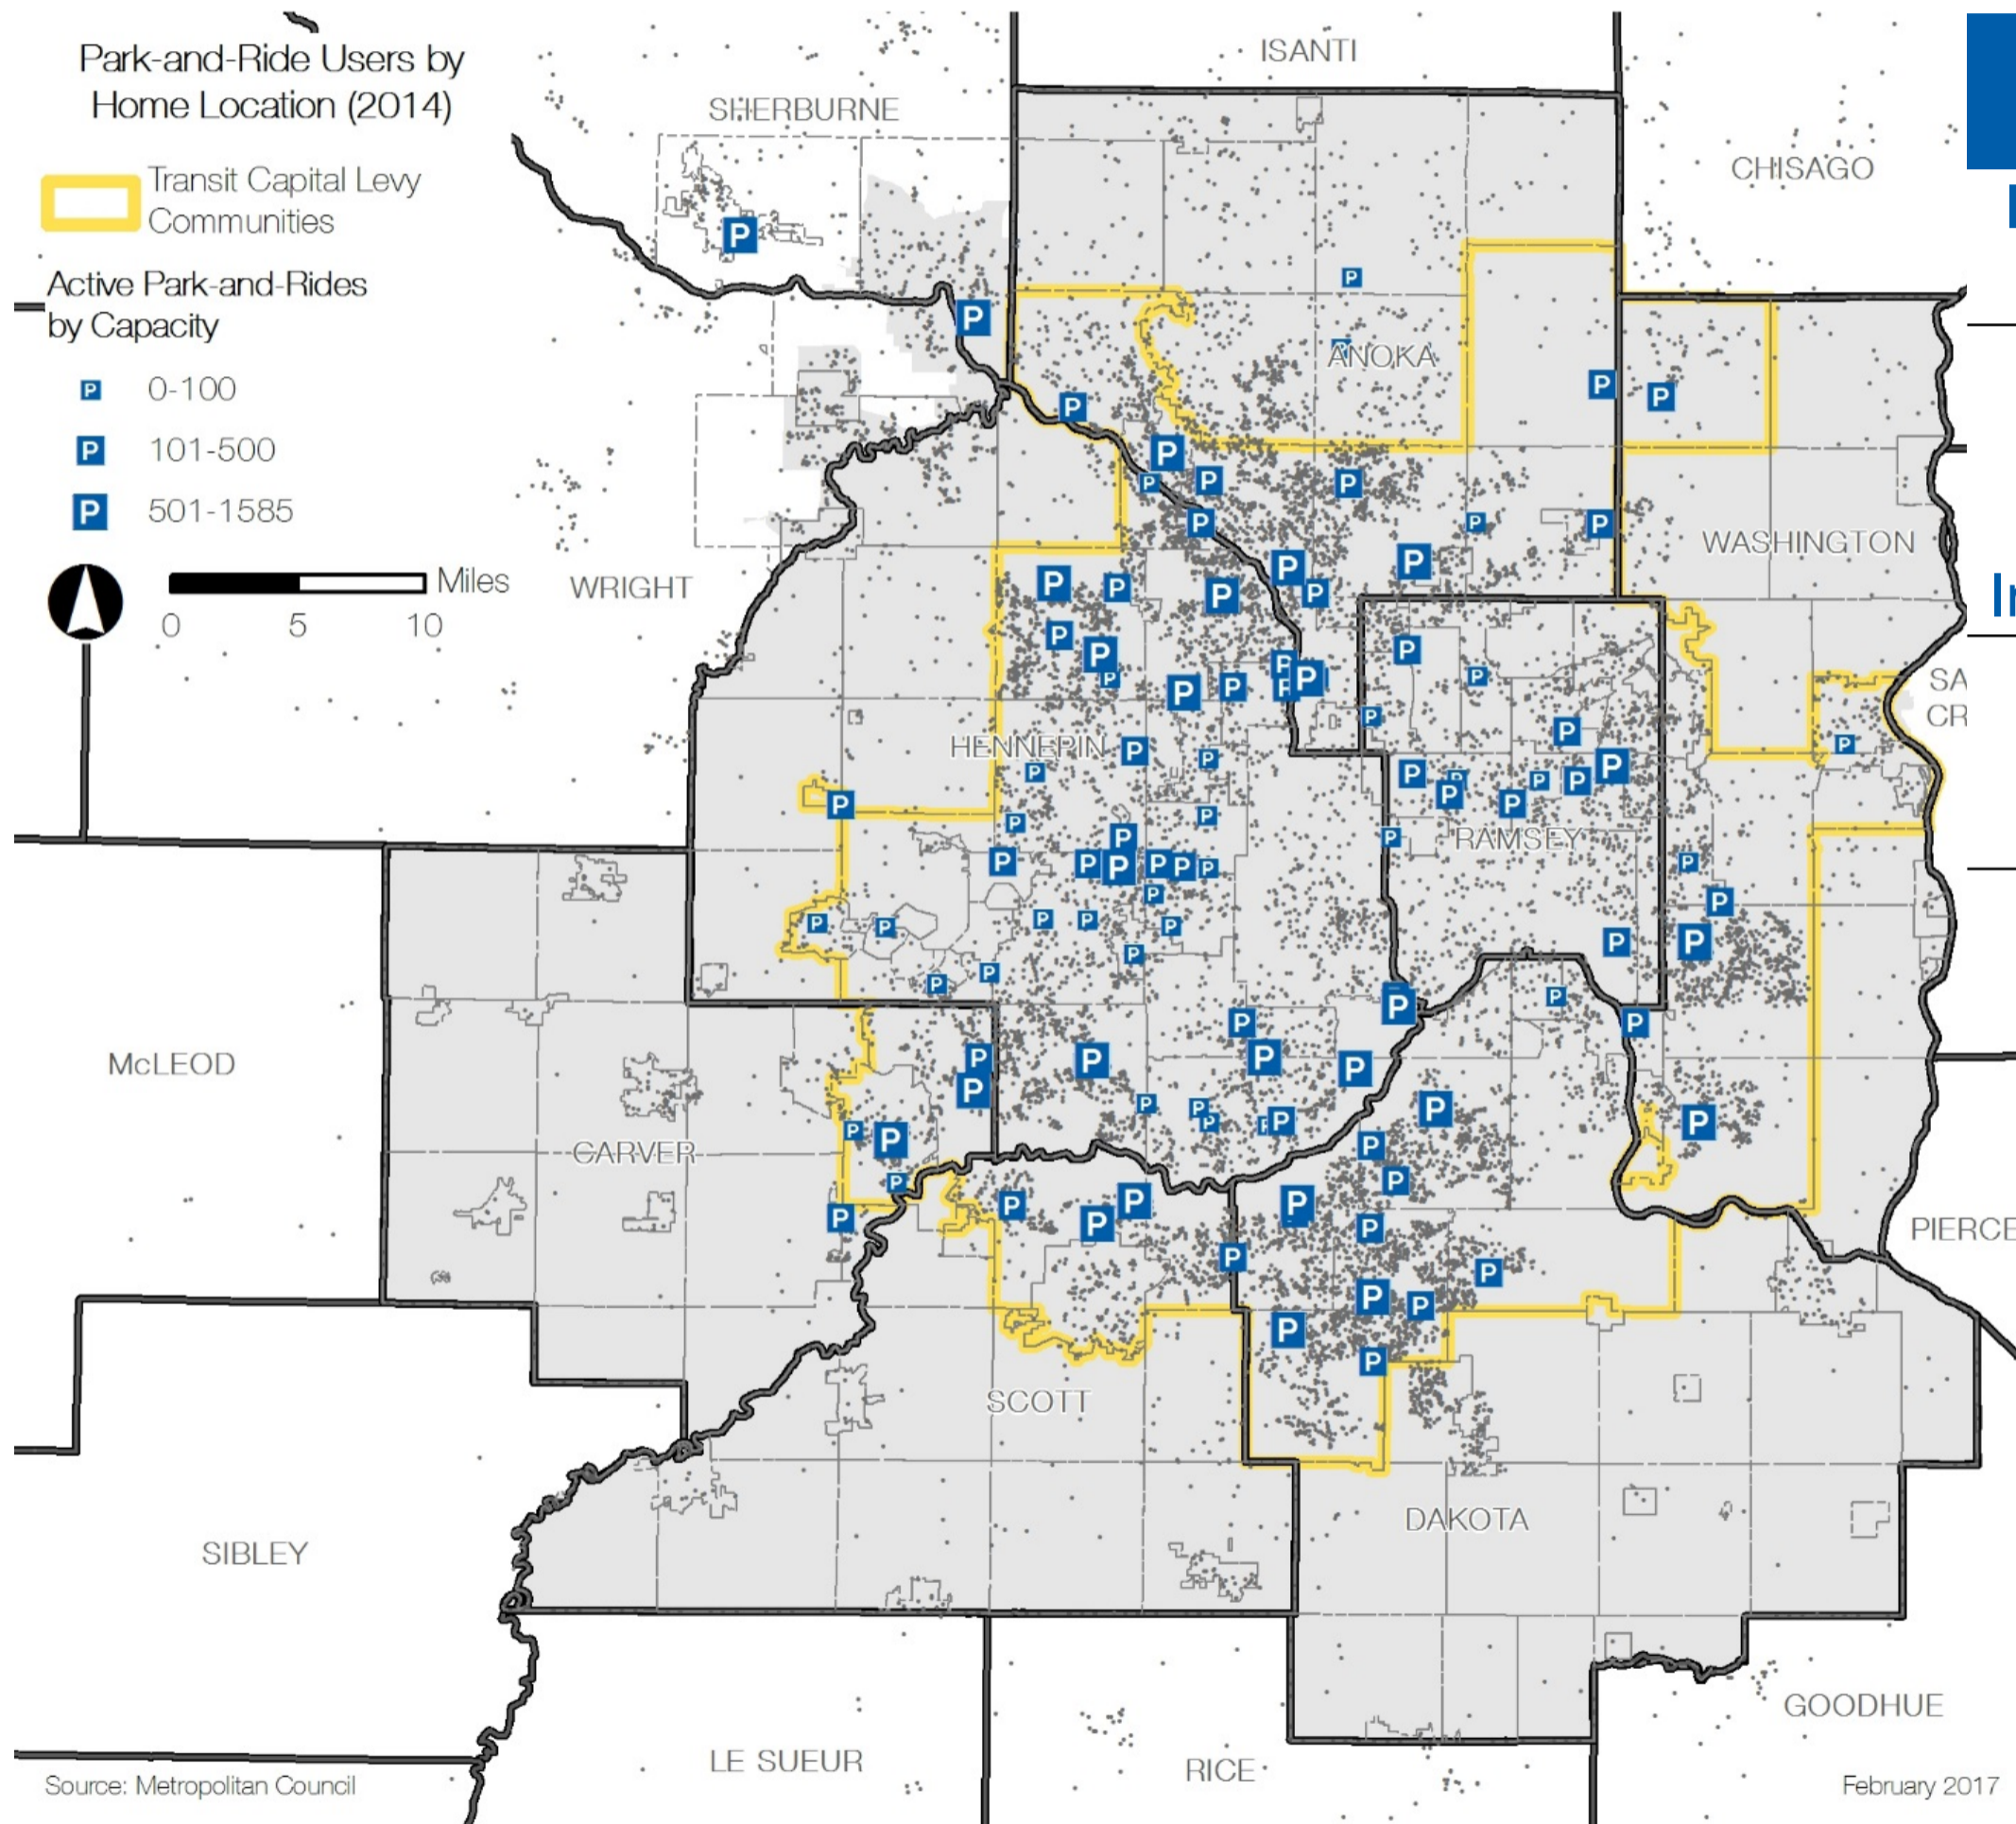 Park-and-Ride Users by
Home Location (2014)
Transit Capital Levy
Communities
Active Park-and-Rides
by Capacity
P 0-100
P 101-500
P 501-1585
Miles
0 5 10
ISANTI
SHERBURNE
CHISAGO
ANOKA
WASHINGTON
WRIGHT
SA
CR
HENNEPIN
RAMSEY
McLEOD
CARVER
PIERCE
SCOTT
DAKOTA
SIBLEY
GOODHUE
LE SUEUR
RICE
Source: Metropolitan Council
February 2017